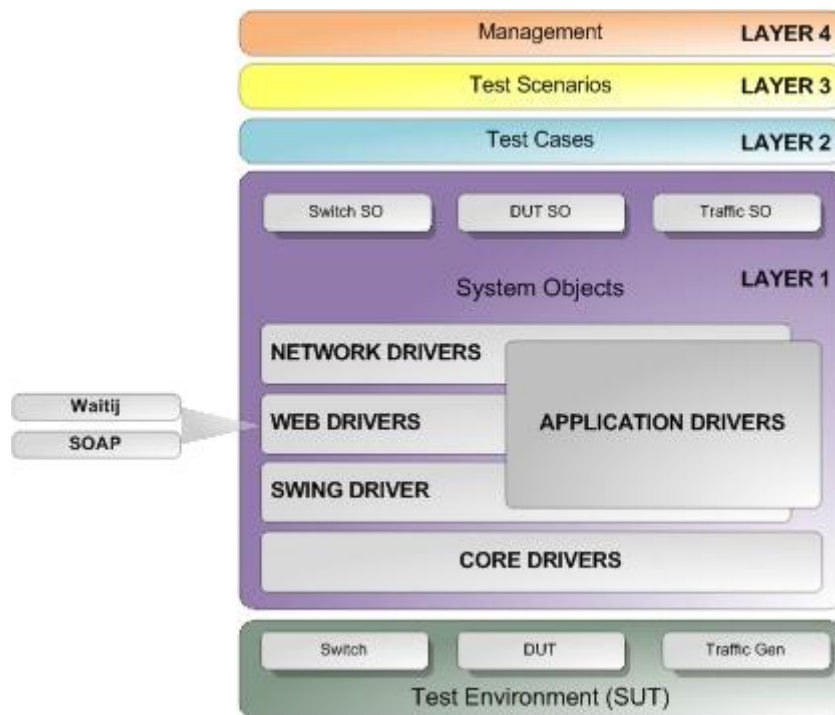 Management LAYER 4
Test Scenarios LAYER 3
Test Cases LAYER 2
Switch SO DUT SO Traffic SO
System Objects LAYER 1
NETWORK DRIVERS
Waitij
WEB DRIVERS APPLICATION DRIVERS
SOAP
SWING DRIVER
CORE DRIVERS
Switch DUT Traffic Gen
Test Environment (SUT)